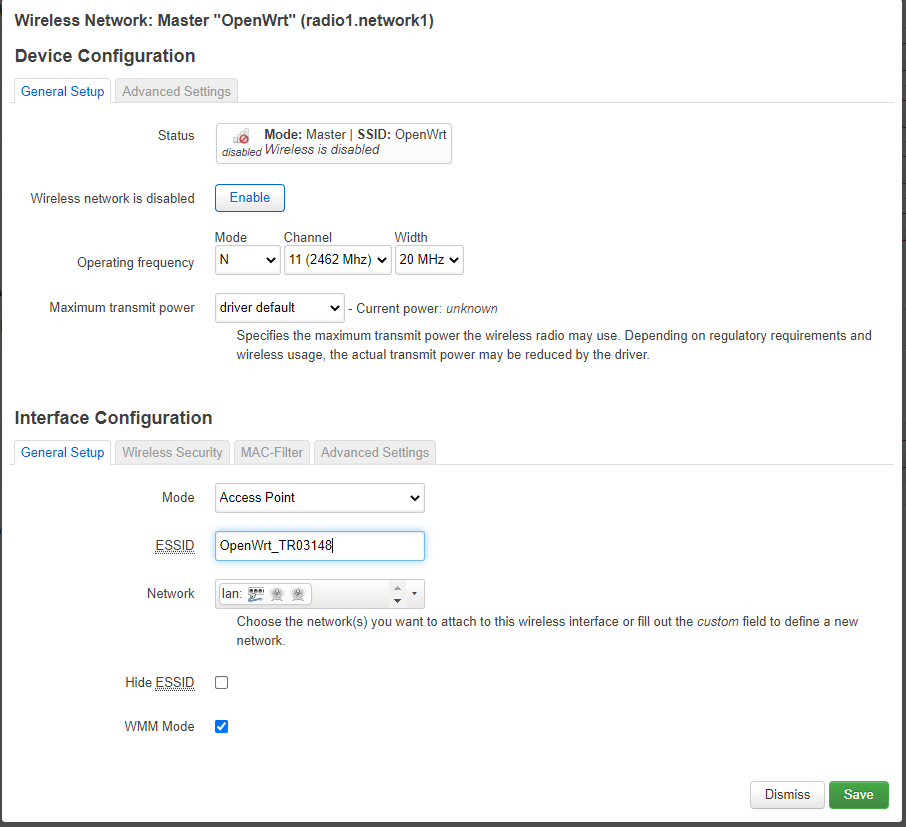 Wireless Network: Master "OpenWrt" (radio1.network1)
Device Configuration
General Setup Advanced Settings
Status
Mode: Master | SSID: OpenWrt
disabled Wireless is disabled
Wireless network is disabled Enable
Mode Channel Width
Operating frequency N 11 (2462 Mhz) 20 MHz
Maximum transmit power driver default - Current power: unknown
Specifies the maximum transmit power the wireless radio may use. Depending on regulatory requirements and
wireless usage, the actual transmit power may be reduced by the driver.
Interface Configuration
General Setup Wireless Security MAC-Filter Advanced Settings
Mode Access Point
ESSID OpenWrt_TR03148
Network lan:
Choose the network(s) you want to attach to this wireless interface or fill out the custom field to define a new
network.
Hide ESSID
WMM Mode
Dismiss Save